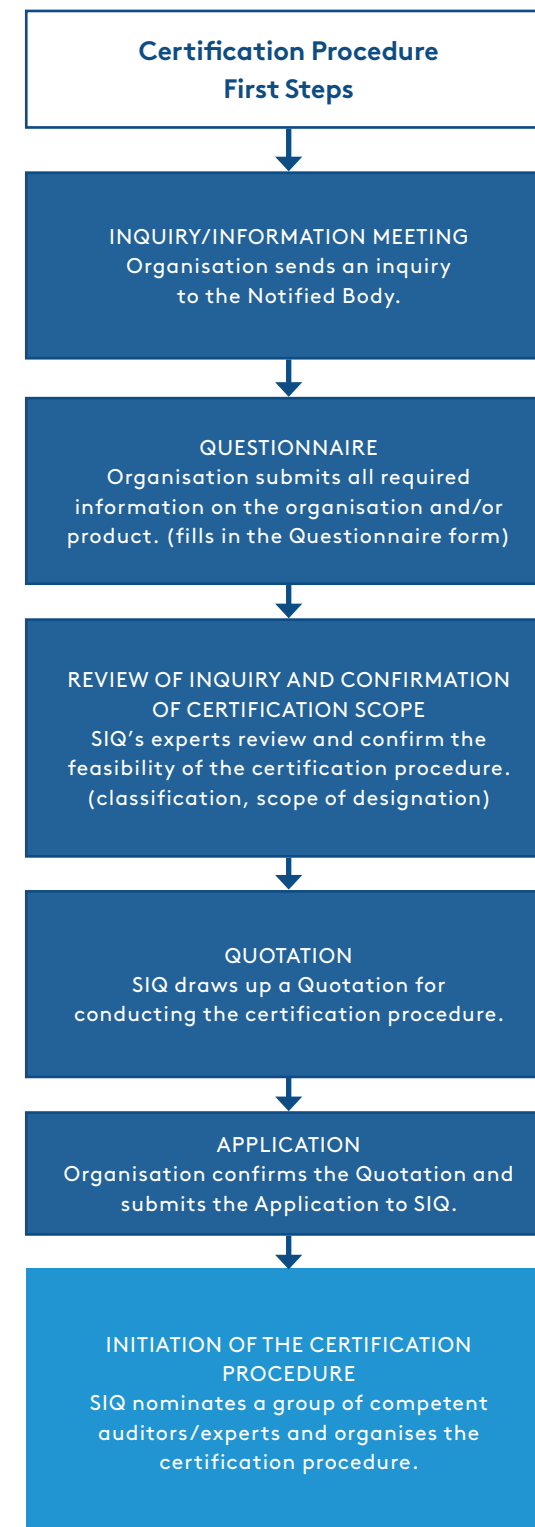 Certification Procedure
First Steps
INQUIRY/INFORMATION MEETING
Organisation sends an inquiry
to the Notified Body.
QUESTIONNAIRE
Organisation submits all required
information on the organisation and/or
product. (fills in the Questionnaire form)
REVIEW OF INQUIRY AND CONFIRMATION
OF CERTIFICATION SCOPE
SIQ’s experts review and confirm the
feasibility of the certification procedure.
(classification, scope of designation)
QUOTATION
SIQ draws up a Quotation for
conducting the certification procedure.
APPLICATION
Organisation confirms the Quotation and
submits the Application to SIQ.
INITIATION OF THE CERTIFICATION
PROCEDURE
SIQ nominates a group of competent
auditors/experts and organises the
certification procedure.